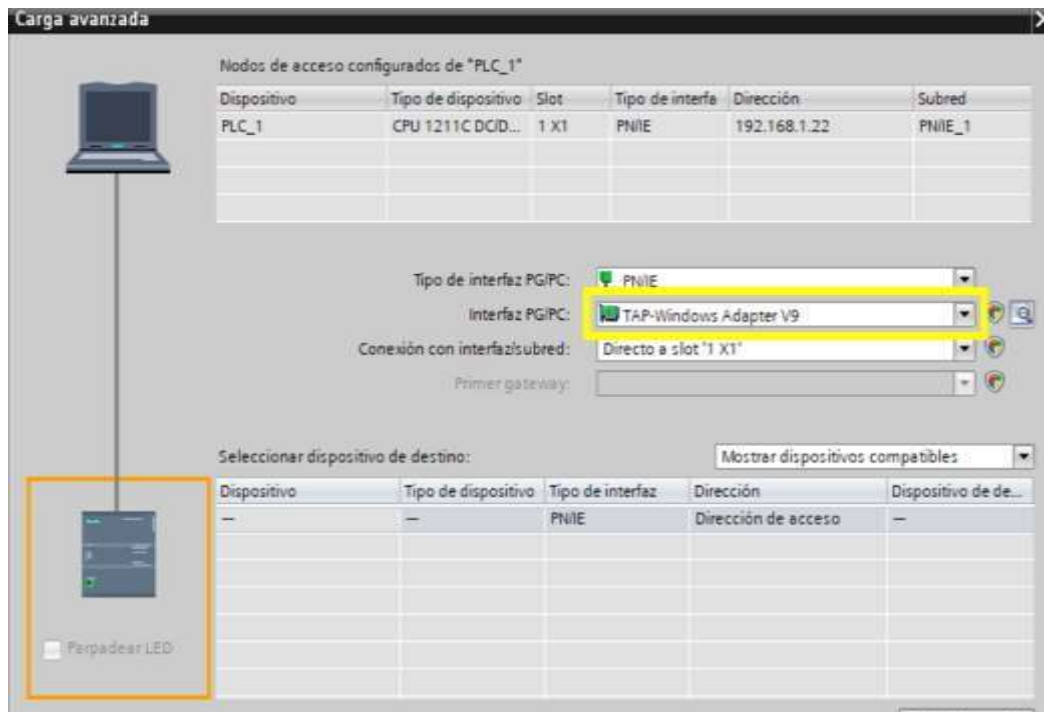 Carga avanzada
Nodos de acceso configurados de "PLC_1"
Dispositivo Tipo de dispositivo Slot Tipo de interfa Dirección Subred
PLC_1 CPU 1211C DC/D... 1 X1 PN/IE 192.168.1.22 PN/IE_1
Tipo de interfaz PG/PC: PN/IE
Interfaz PG/PC: TAP-Windows Adapter V9
Conexión con interfaz/subred: Directo a slot '1 X1'
Primer gateway:
Seleccionar dispositivo de destino: Mostrar dispositivos compatibles
Dispositivo Tipo de dispositivo Tipo de interfaz Dirección Dispositivo de de...
— — PN/IE Dirección de acceso —
Parpadear LED